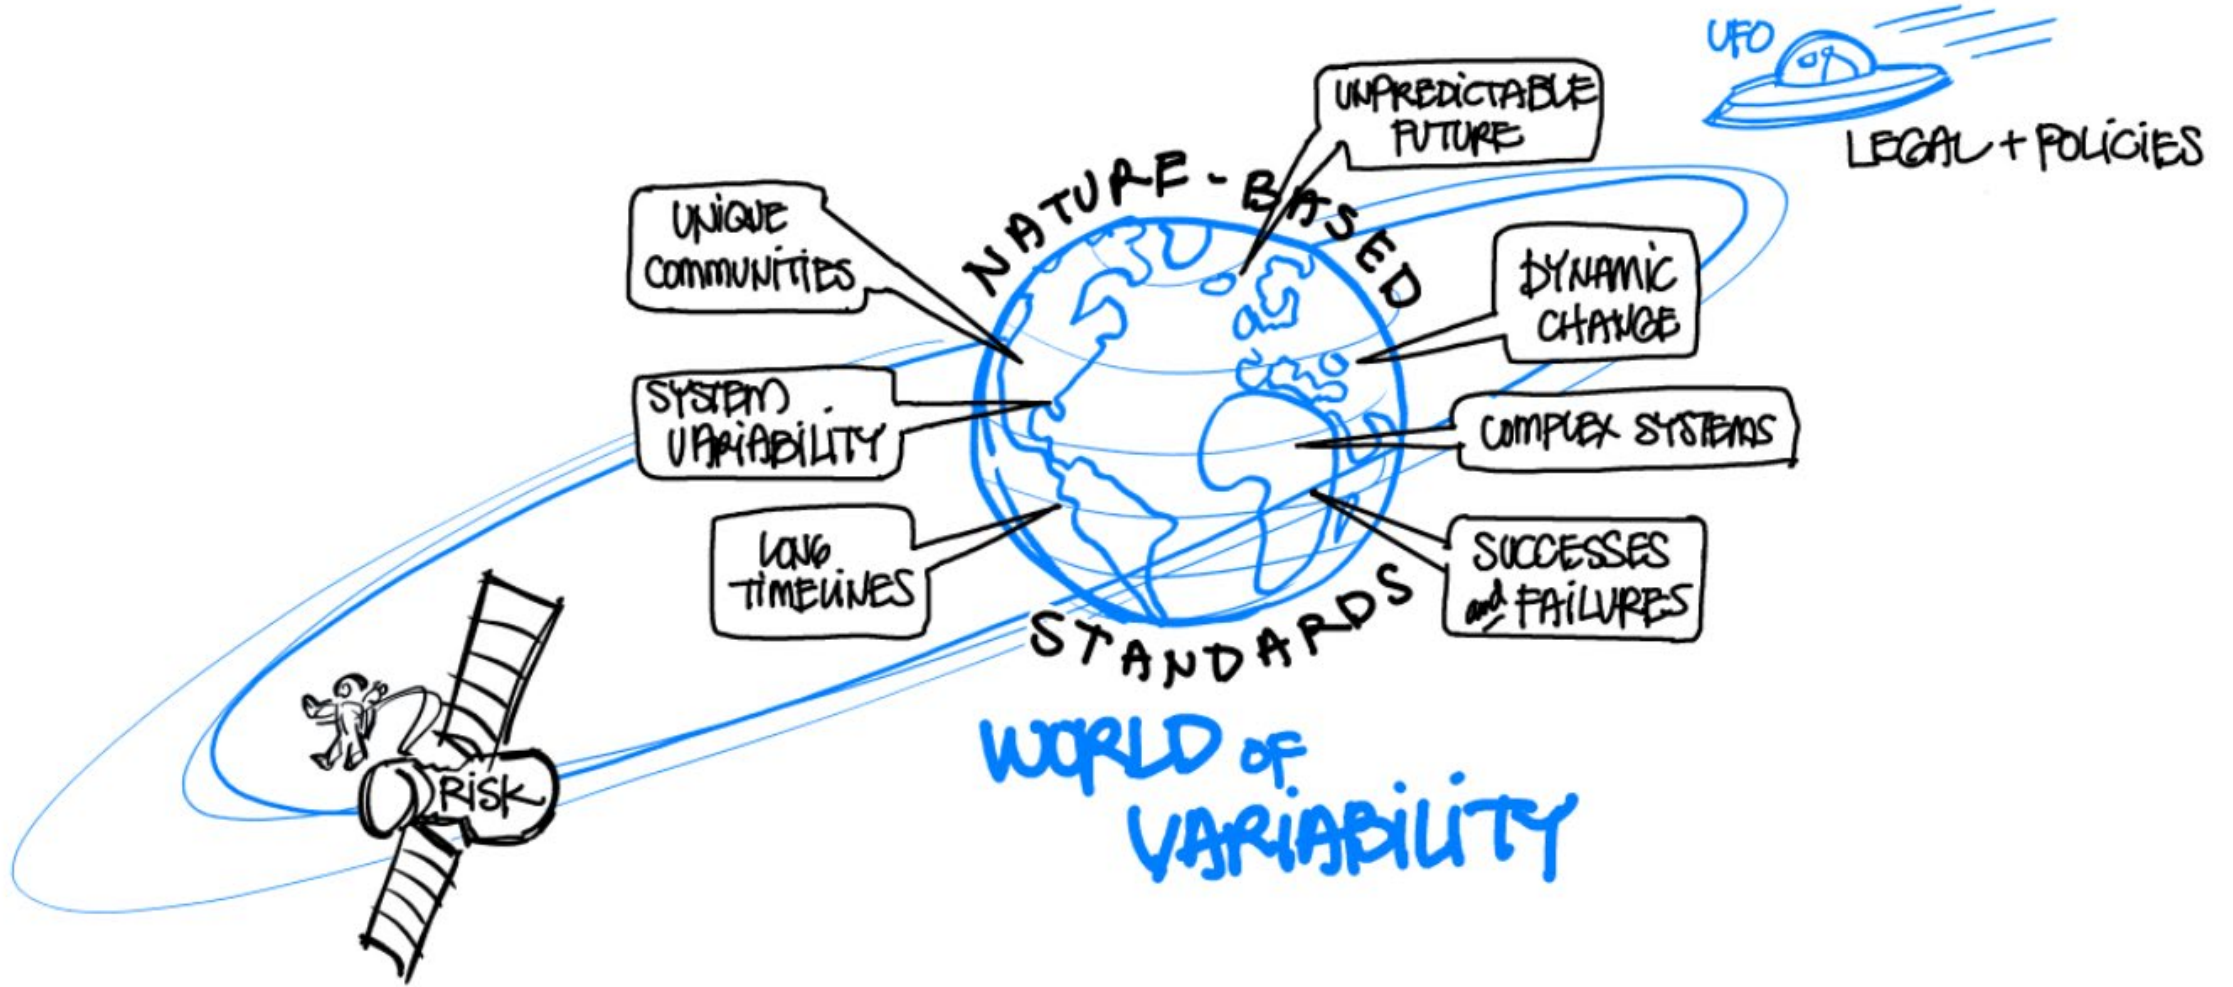 UFO
LEGAL + POLICIES
UNPREDICTABLE
FUTURE
NATURE-BASED
UNIQUE
COMMUNITIES
DYNAMIC
CHANGE
SYSTEM
VARIABILITY
COMPLEX SYSTEMS
LONG
TIMELINES
SUCCESSES
and FAILURES
STANDARDS
RISK
WORLD OF
VARIABILITY